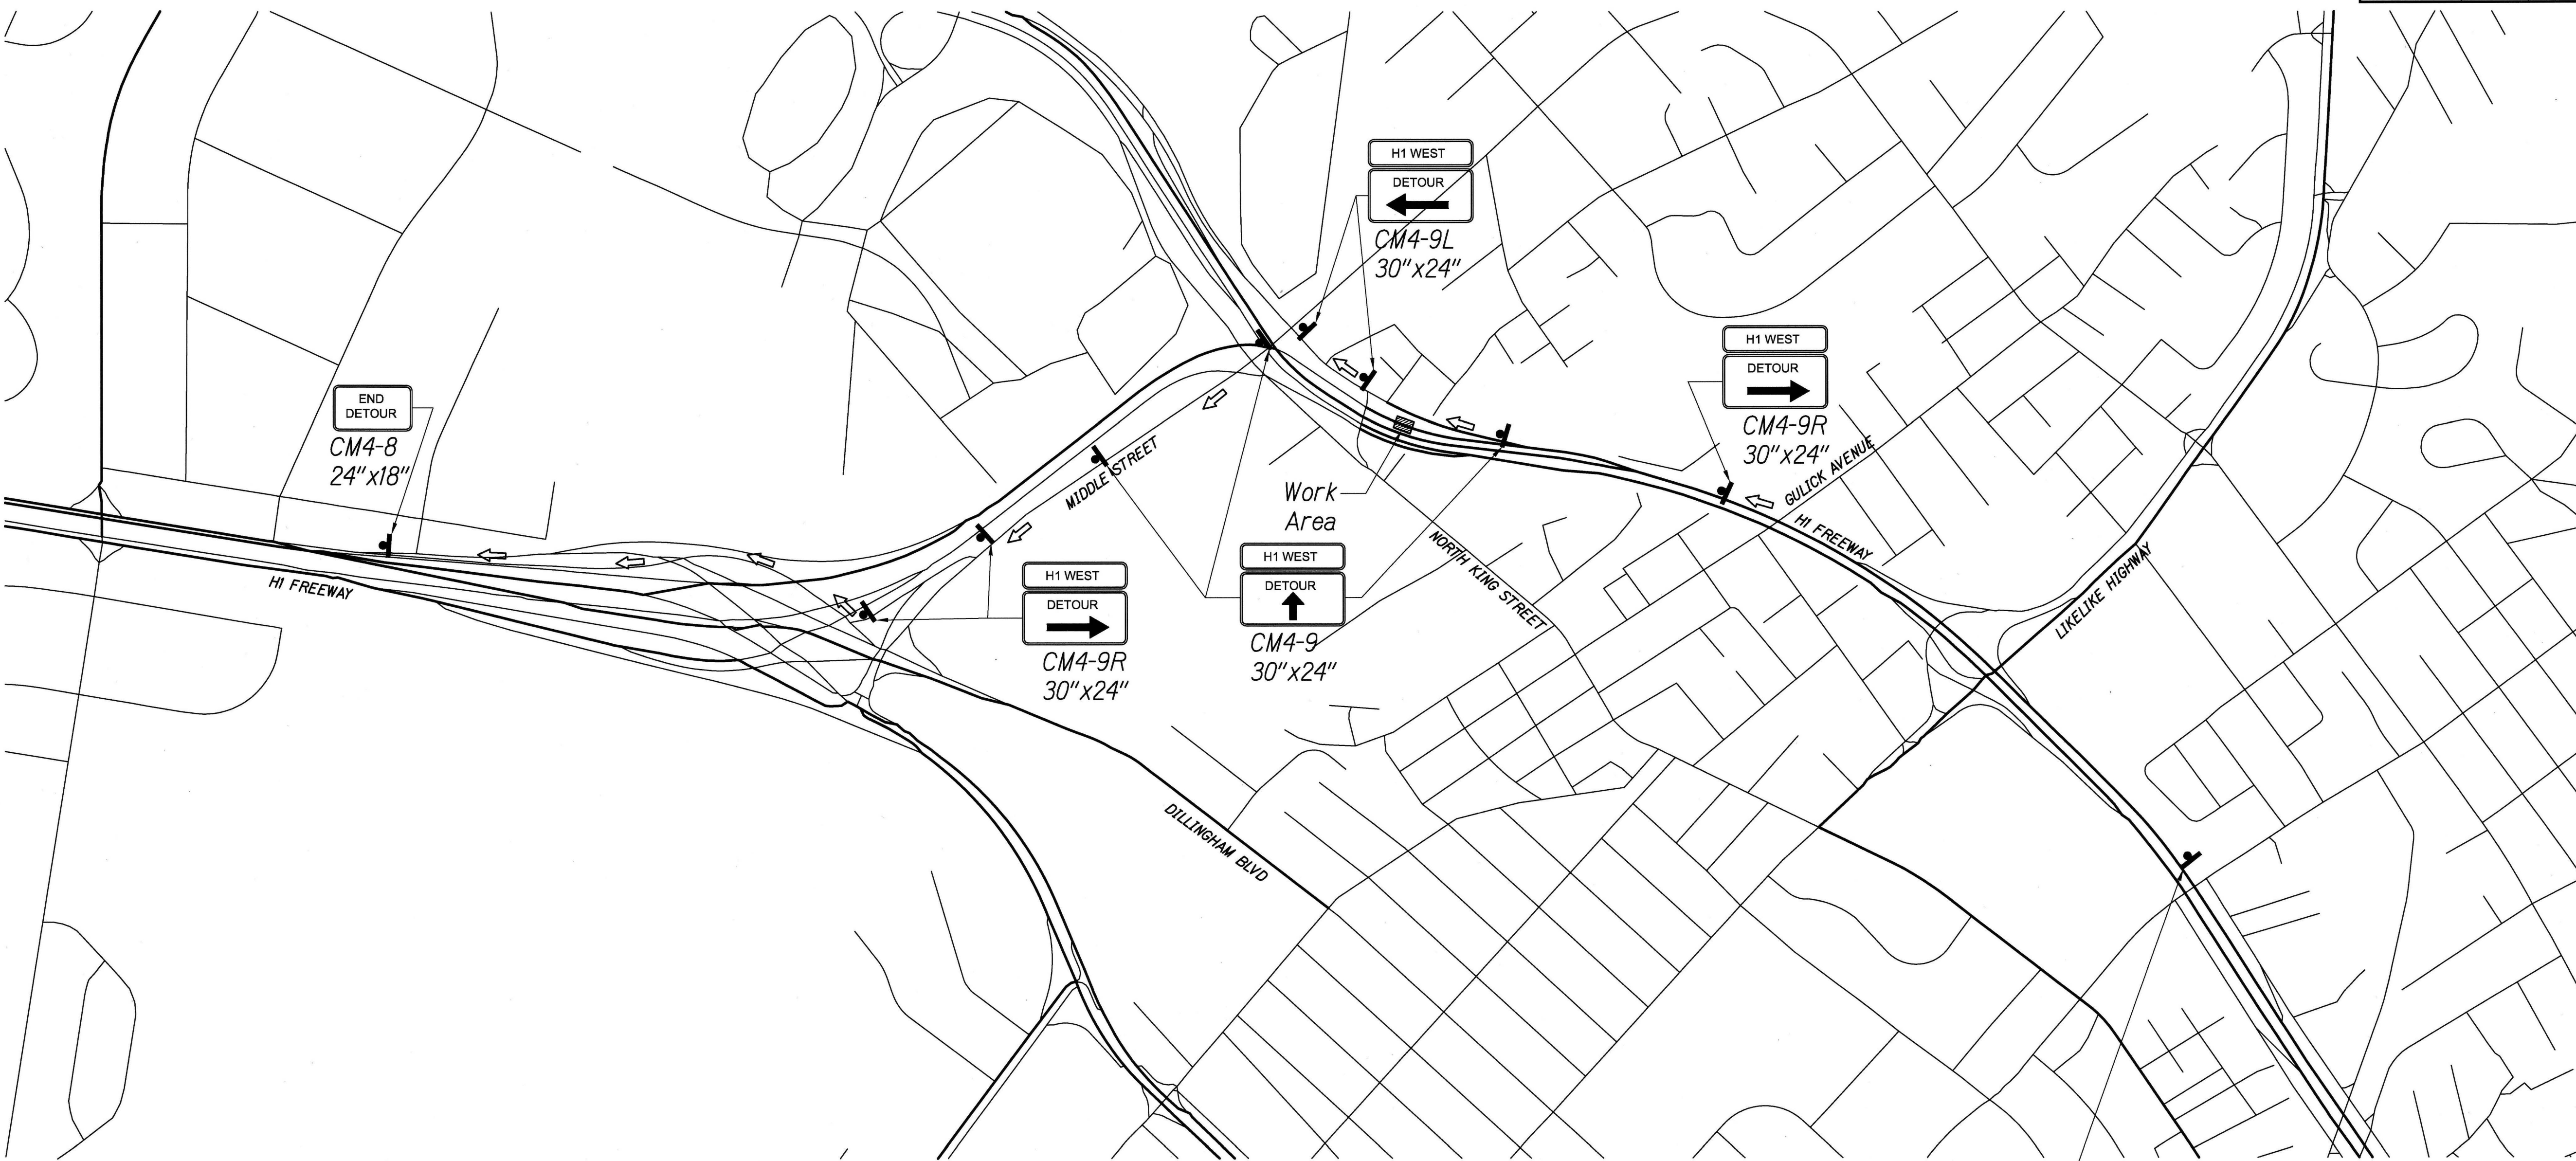 H1 WEST
DETOUR
CM4-9L
30"x24"
H1 WEST
DETOUR
CM4-9R
30"x24"
GULICK AVENUE
END
DETOUR
CM4-8
24"x18"
MIDDLE STREET
Work
Area
H1 FREEWAY
NORTH KING STREET
LIKELIKE HIGHWAY
H1 FREEWAY
H1 WEST
DETOUR
CM4-9R
30"x24"
H1 WEST
DETOUR
CM4-9
30"x24"
DILLINGHAM BLVD